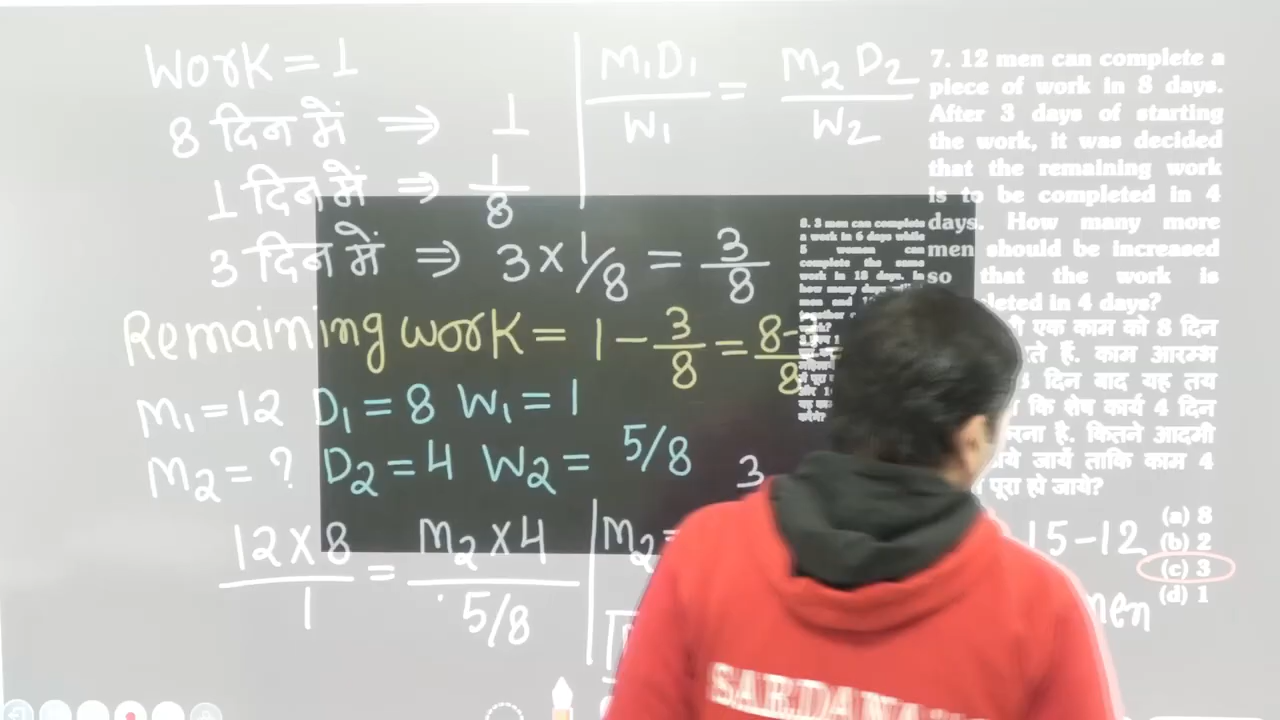 Work = 1
8 दिन में ⇒ 1
1 दिन में ⇒ 1/8
3 दिन में ⇒ 3 × 1/8 = 3/8
Remaining work = 1 - 3/8 = 8-3/8
M₁ = 12 D₁ = 8 W₁ = 1
M₂ = ? D₂ = 4 W₂ = 5/8
12 × 8/1 = M₂ × 4/5/8
M₁D₁/W₁ = M₂D₂/W₂
3
M₂ =
15 - 12
men
7. 12 men can complete a
piece of work in 8 days.
After 3 days of starting
the work, it was decided
that the remaining work
is to be completed in 4
days. How many more
men should be increased
so that the work is
in 4 days?
एक काम को 8 दिन
हैं. काम आरम्भ
दिन बाद यह तय
कि शेष कार्य 4 दिन
है. कितने आदमी
जायें ताकि काम 4
पूरा हो जाये?
(a) 8
(b) 2
(c) 3
(d) 1
8. 3 men can complete
a work in 6 days while
5 women can
complete the same
work in 18 days. In
how many days
men and
SARDANA